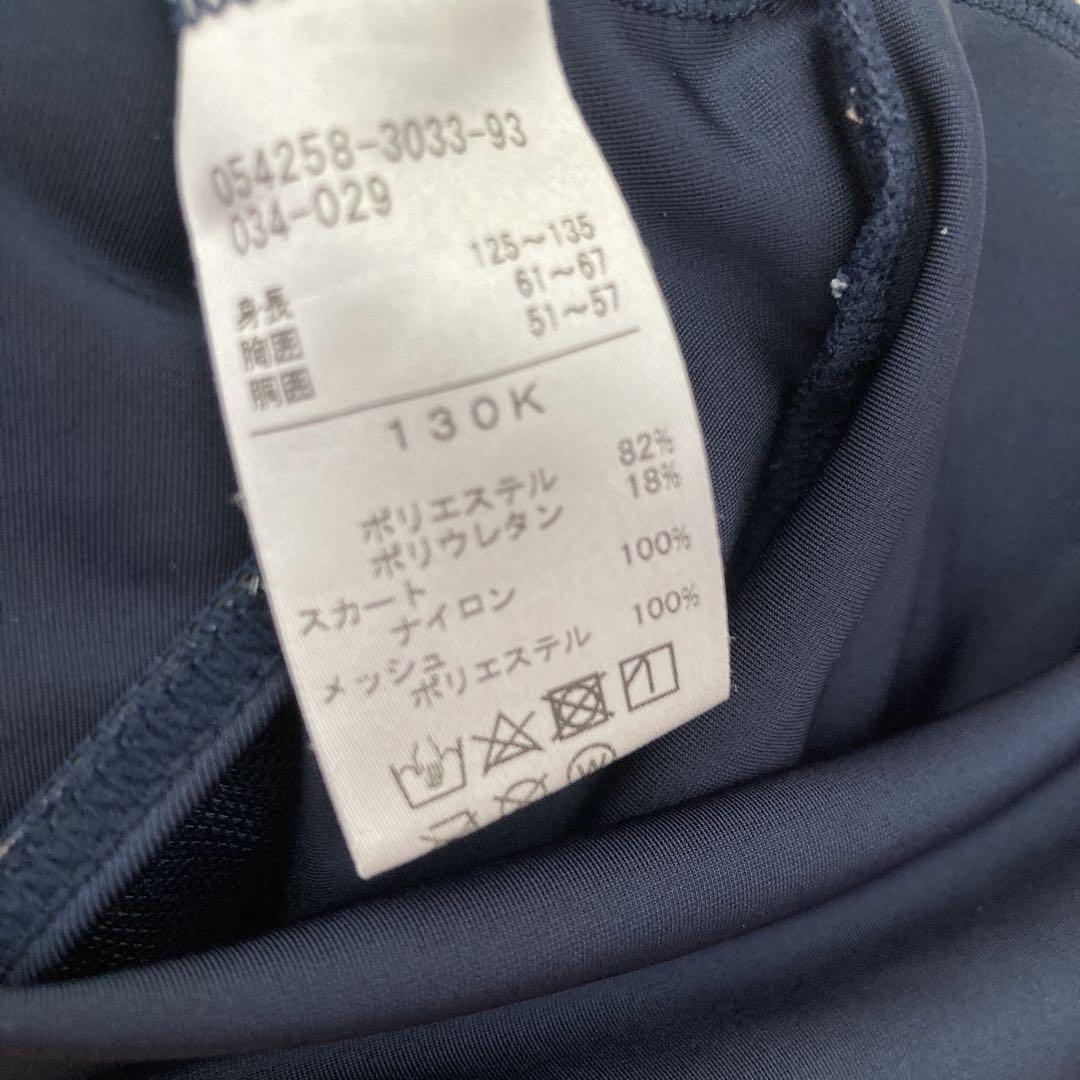 054258-3033-93
034-029
身長 125~135
胸囲 61~67
胴囲 51~57
130K
ポリエステル 82%
ポリウレタン 18%
スカート
ナイロン 100%
メッシュ
ポリエステル 100%
W